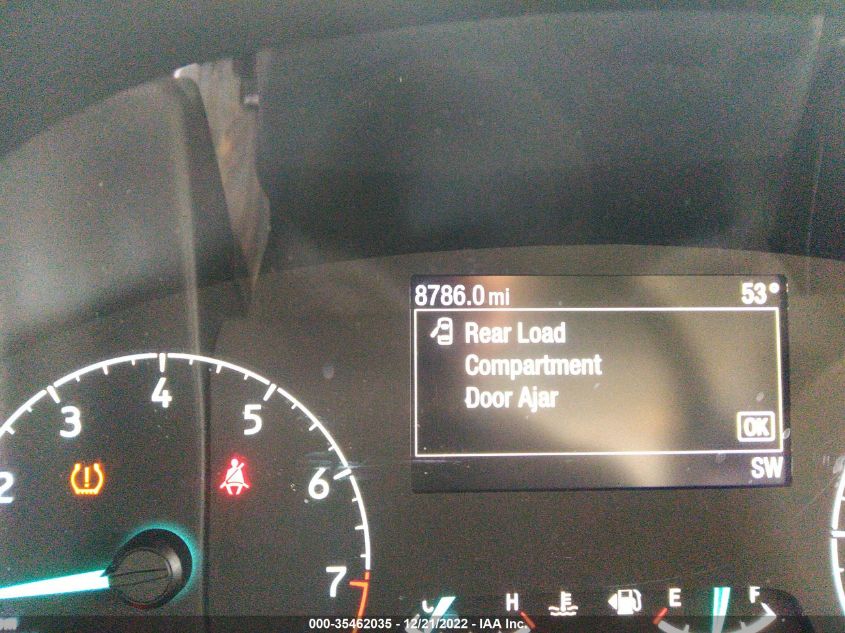 8786.0 mi 53°
Rear Load
Compartment
Door Ajar
OK
SW
2 3 4 5 6 7
H E F
000-35462035 - 12/21/2022 - IAA Inc.